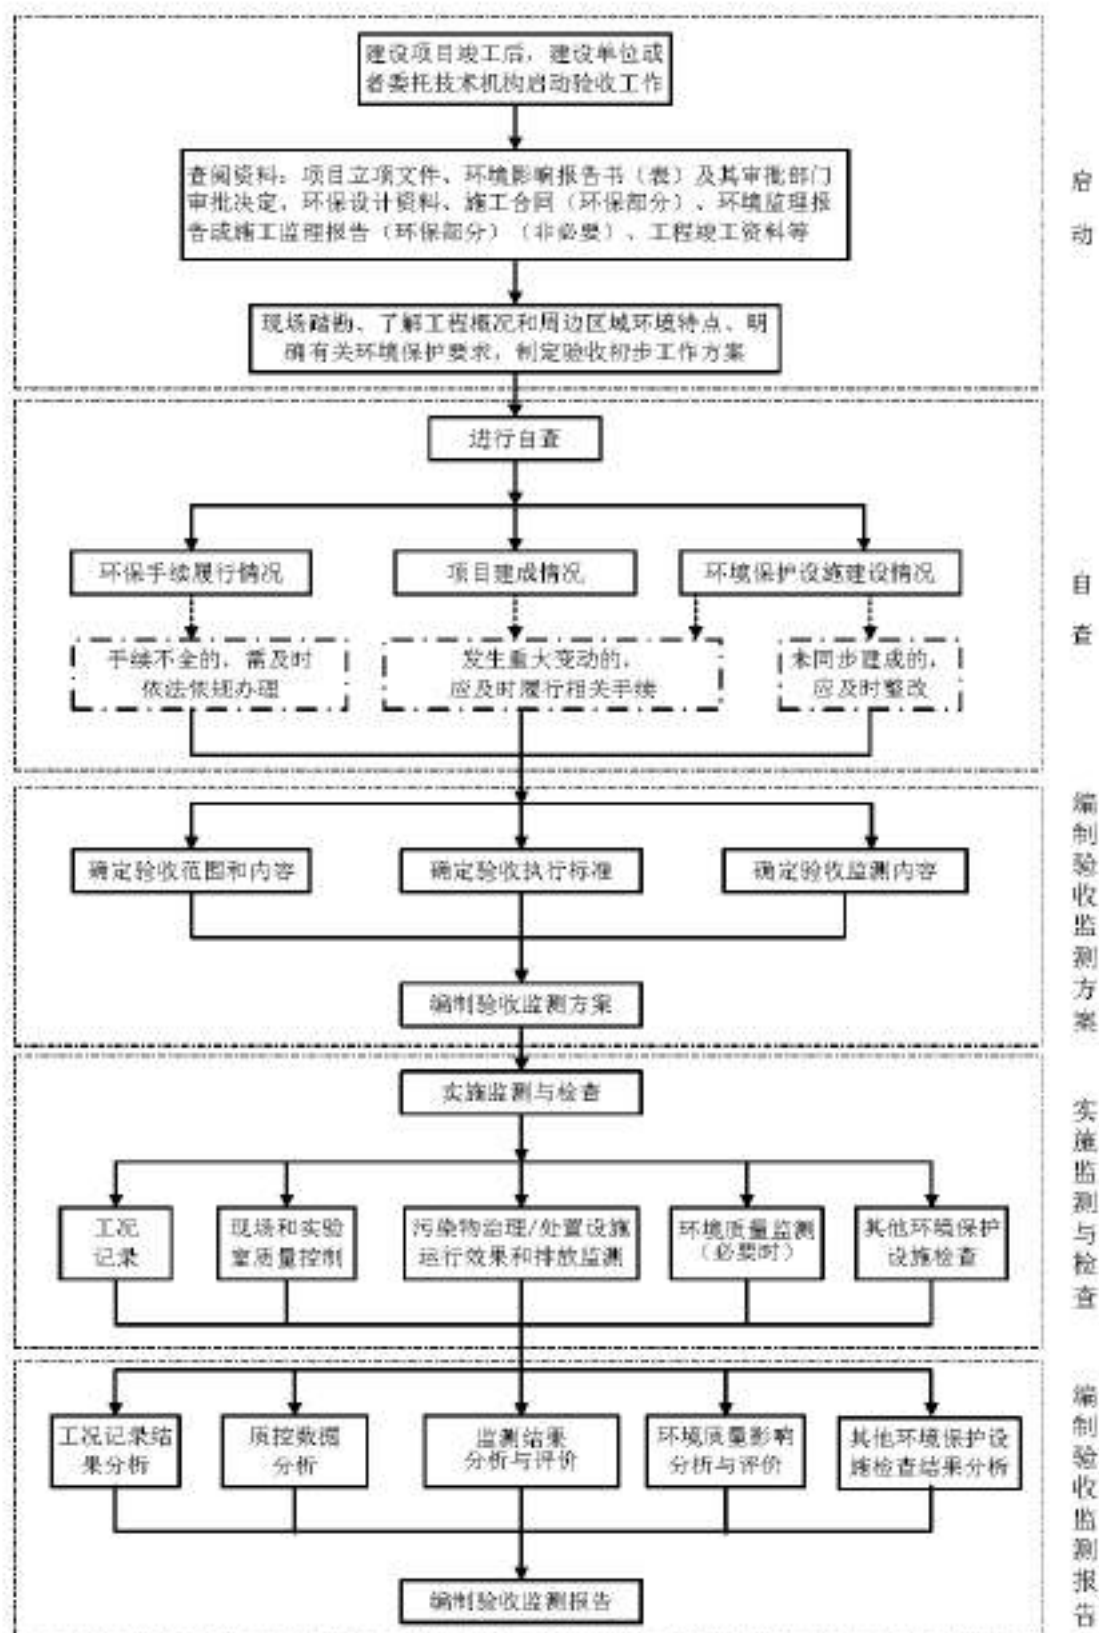 建设项目竣工后，建设单位或
者委托技术机构启动验收工作
查阅资料：项目立项文件、环境影响报告书（表）及其审批部门
审批决定，环保设计资料、施工合同（环保部分）、环境监理报
告或施工监理报告（环保部分）（非必要）、工程竣工资料等
现场踏勘、了解工程概况和周边区域环境特点、明
确有关环境保护要求，制定验收初步工作方案
启
动
进行自查
环保手续履行情况
项目建成情况
环境保护设施建设情况
手续不全的，需及时
依法依规办理
发生重大变动的，
应及时履行相关手续
未同步建成的，
应及时整改
自
查
确定验收范围和内容
确定验收执行标准
确定验收监测内容
编制验收监测方案
编
制
验
收
监
测
方
案
实施监测与检查
工况
记录
现场和实验
室质量控制
污染物治理/处置设施
运行效果和排放监测
环境质量监测
（必要时）
其他环境保护
设施检查
实
施
监
测
与
检
查
工况记录结
果分析
质控数据
分析
监测结果
分析与评价
环境质量影响
分析与评价
其他环境保护设
施检查结果分析
编制验收监测报告
编
制
验
收
监
测
报
告